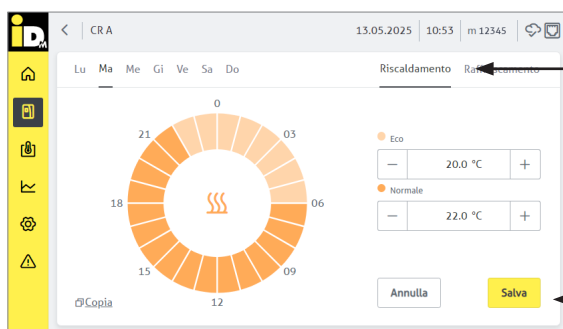 iDM
CR A
13.05.2025 10:53 m 12345
Lu Ma Me Gi Ve Sa Do
Riscaldamento Raffrescamento
0
21 03
18 06
15 09
12
Eco
− 20.0 °C +
Normale
− 22.0 °C +
Copia
Annulla Salva